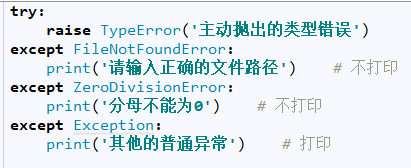 try:
    raise TypeError('主动抛出的类型错误')
except FileNotFoundError:
    print('请输入正确的文件路径')    # 不打印
except ZeroDivisionError:
    print('分母不能为0')    # 不打印
except Exception:
    print('其他的普通异常')    # 打印